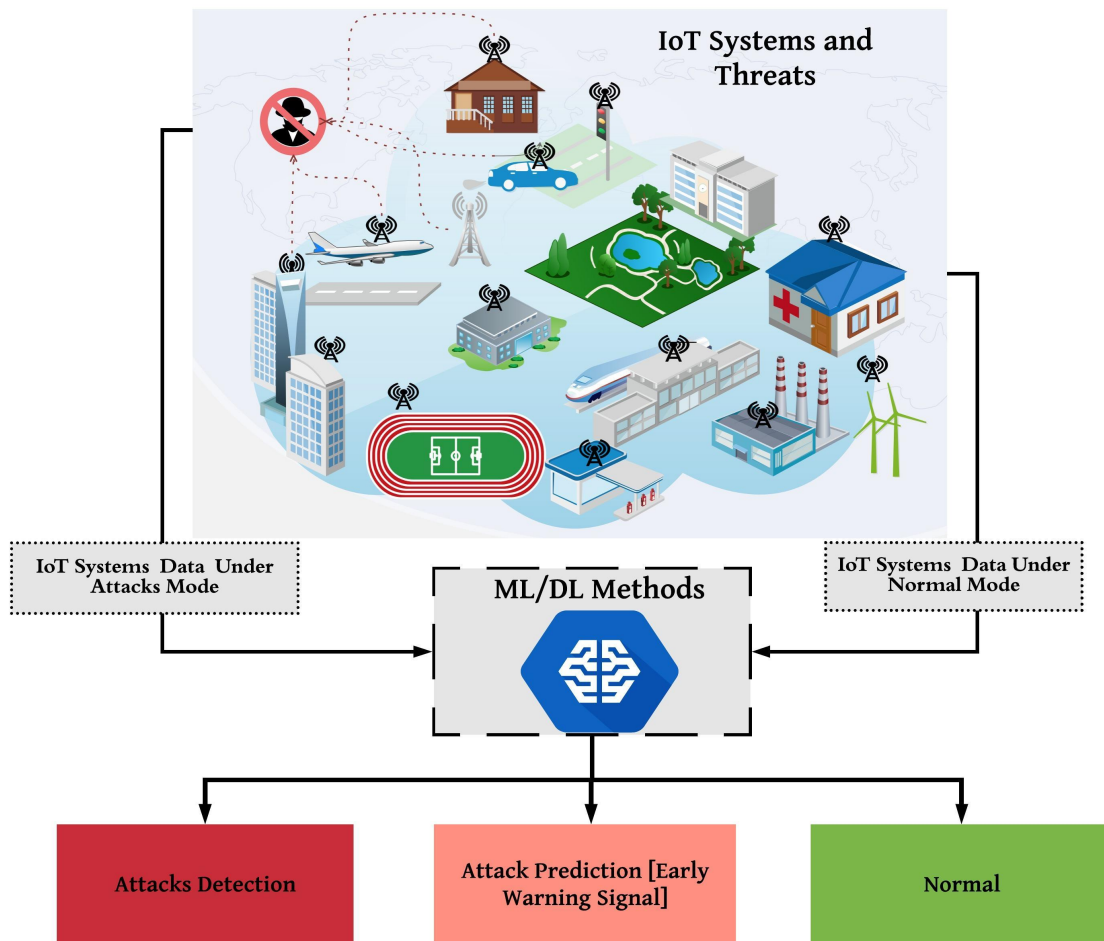 IoT Systems and
Threats
IoT Systems Data Under
Attacks Mode
IoT Systems Data Under
Normal Mode
ML/DL Methods
Attacks Detection
Attack Prediction [Early
Warning Signal]
Normal